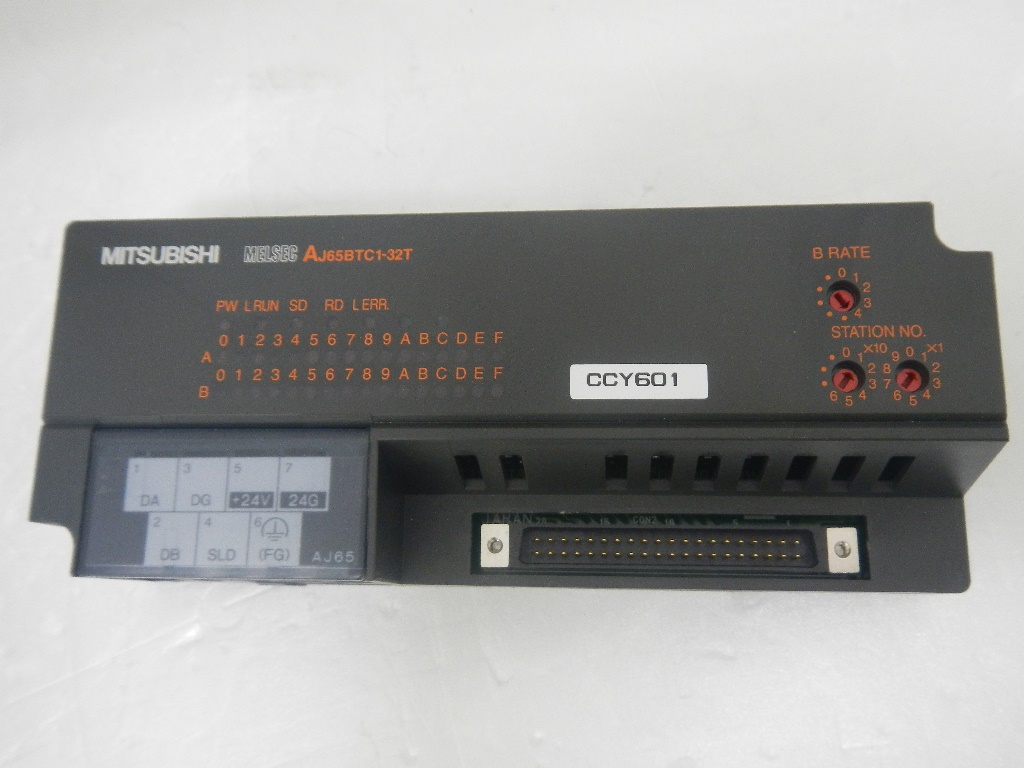 MITSUBISHI MELSEC AJ65BTC1-32T
PW L RUN SD RD L ERR.
0 1 2 3 4 5 6 7 8 9 A B C D E F
A
0 1 2 3 4 5 6 7 8 9 A B C D E F
B
CCY601
B RATE
0 1 2 3 4
STATION NO.
×10 ×1
0 1 2 3 4 5 6
0 1 2 3 4 5 6 7 8 9
1 3 5 7
DA DG +24V 24G
2 4 6
DB SLD (FG) AJ65
CON2